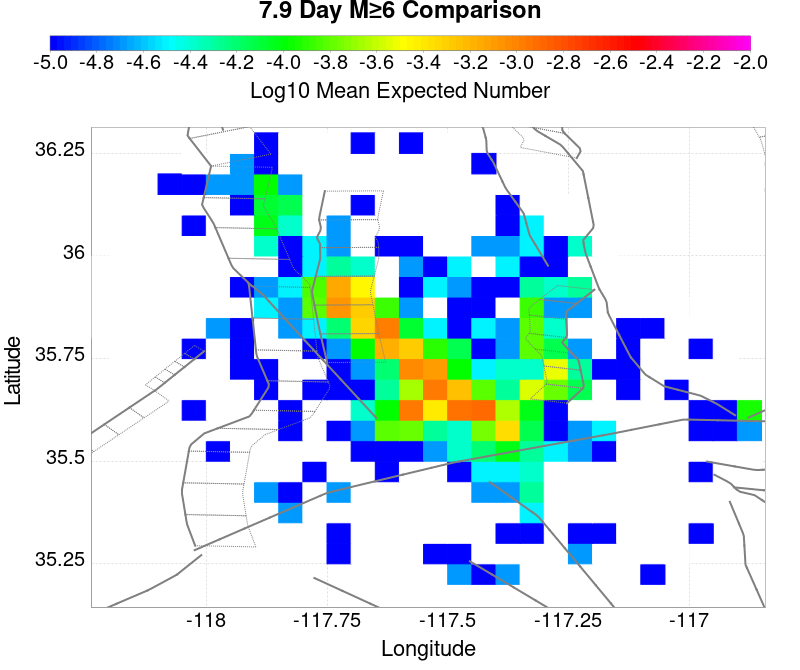 7.9 Day M≥6 Comparison
-5.0 -4.8 -4.6 -4.4 -4.2 -4.0 -3.8 -3.6 -3.4 -3.2 -3.0 -2.8 -2.6 -2.4 -2.2 -2.0
Log10 Mean Expected Number
36.25
36
35.75
35.5
35.25
Latitude
-118 -117.75 -117.5 -117.25 -117
Longitude